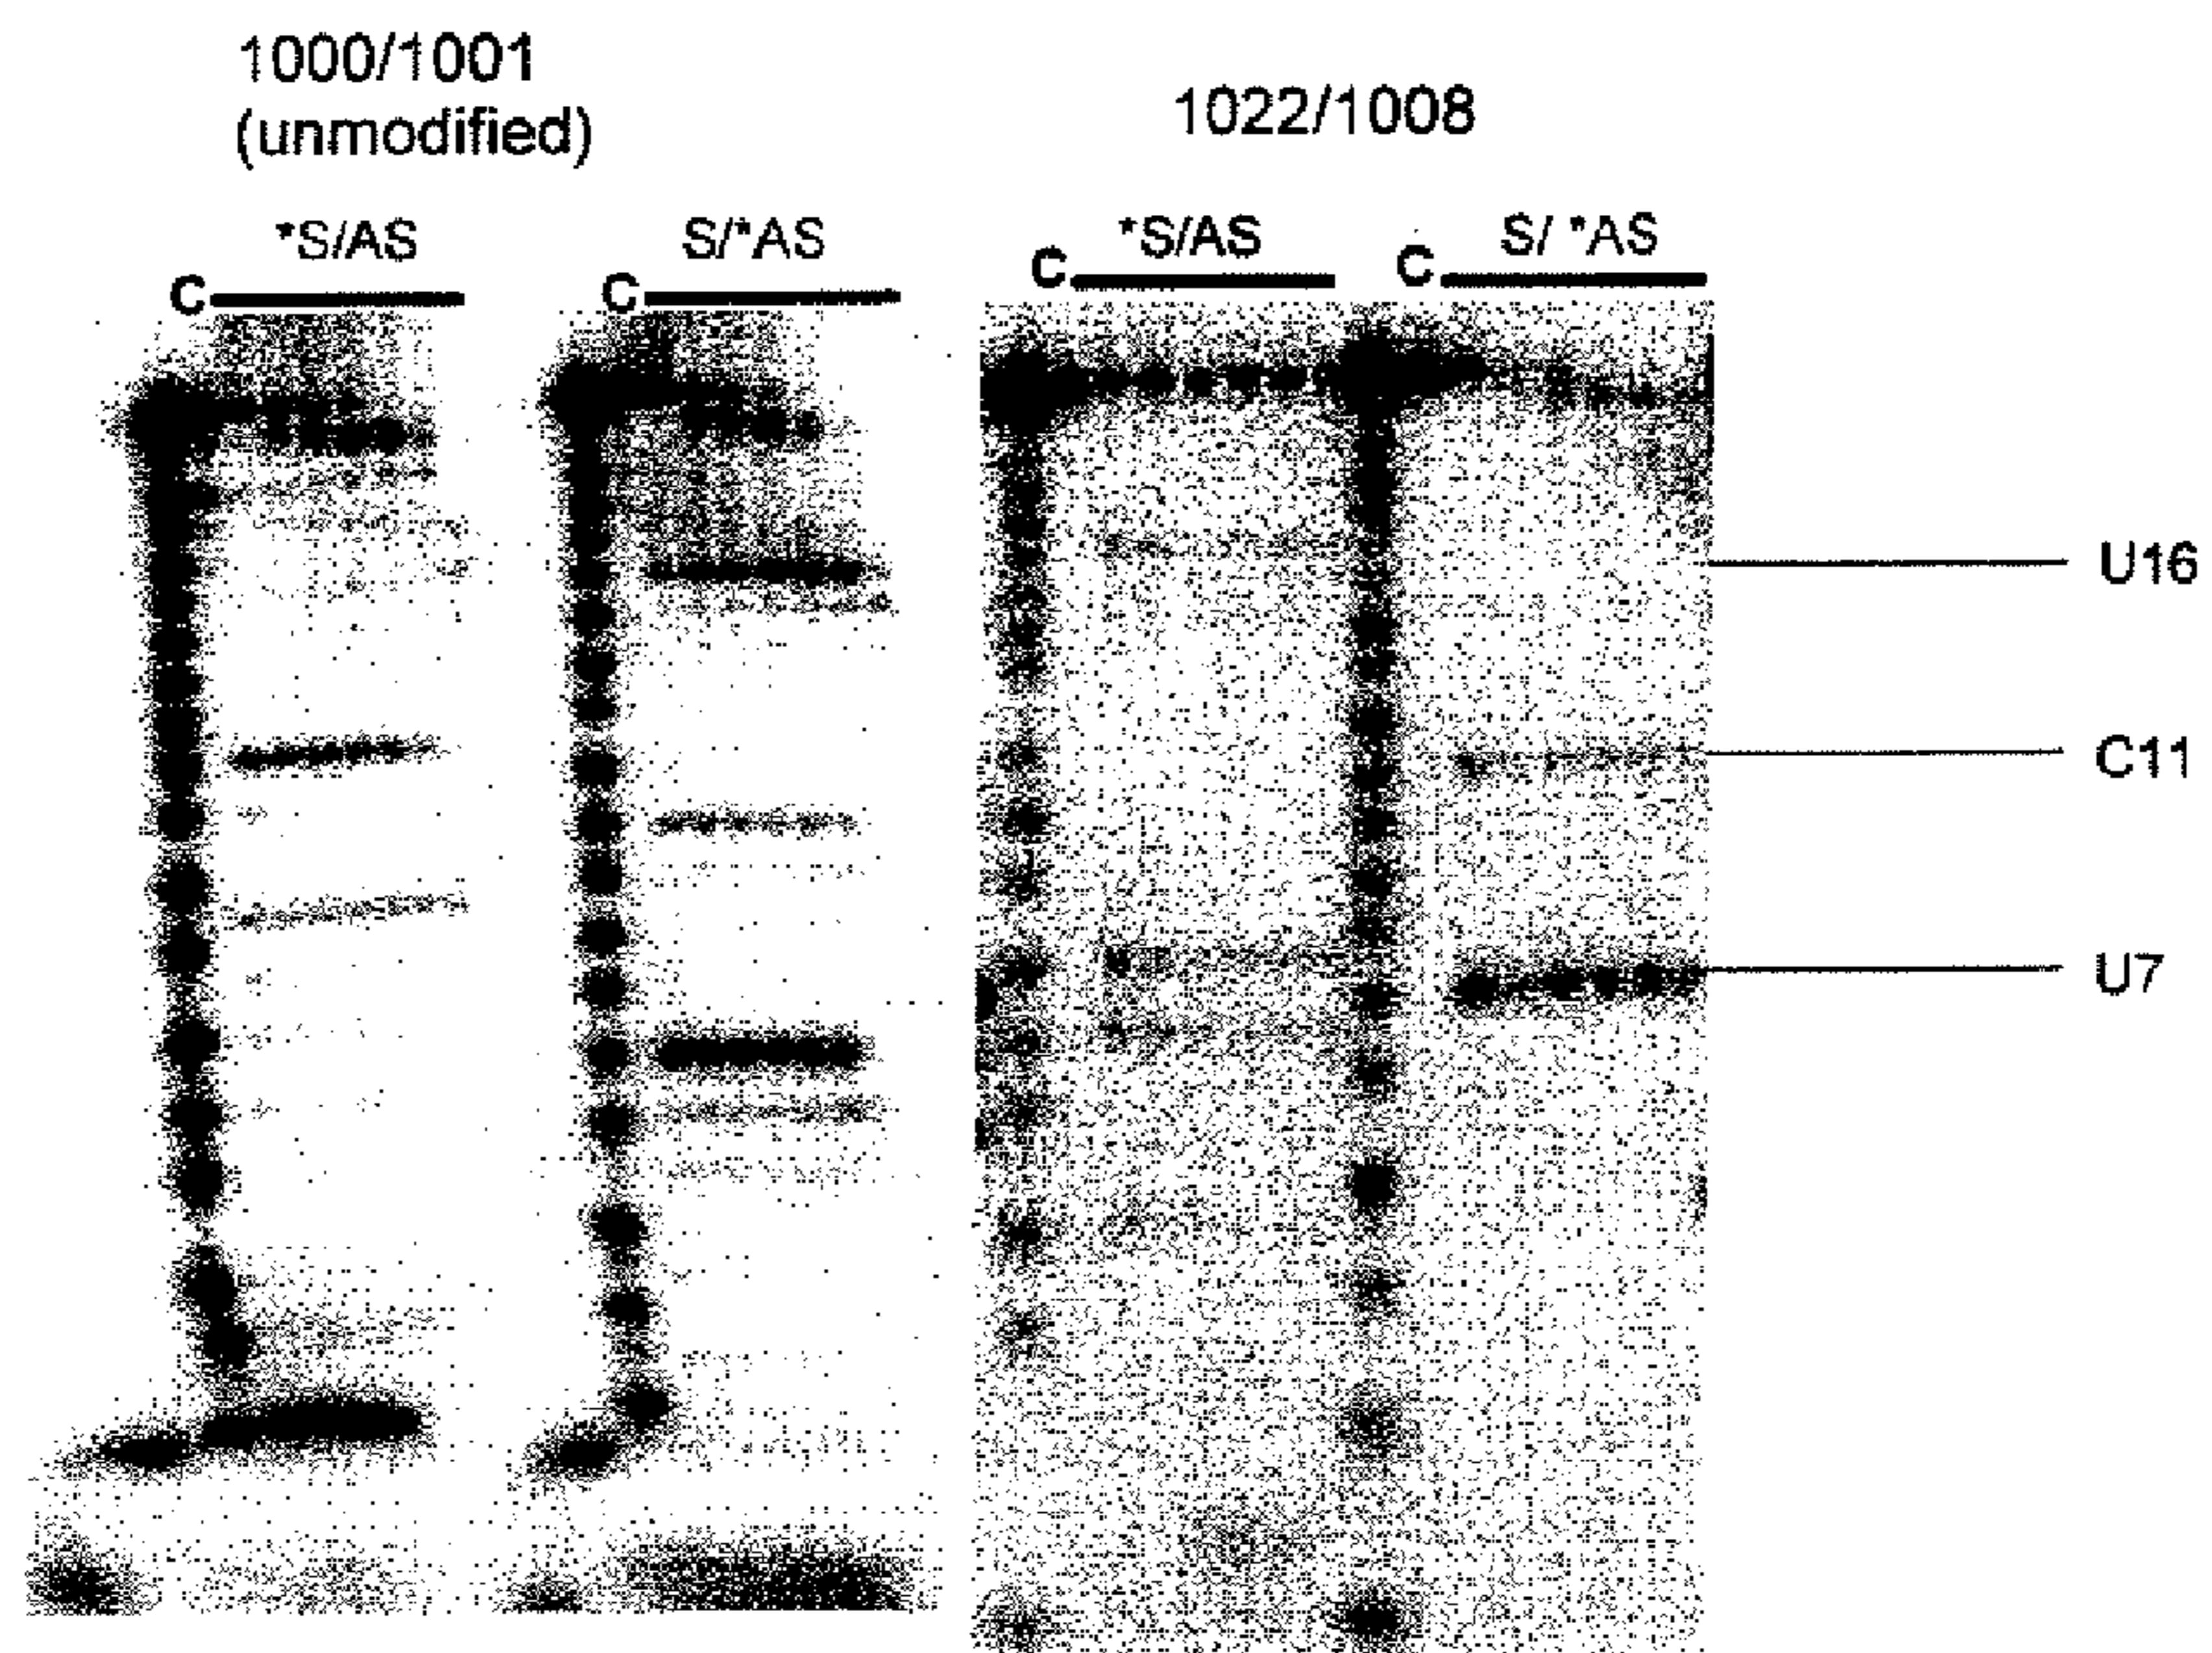 1000/1001
(unmodified)
1022/1008
C *S/AS
C S/*AS
C *S/AS
C S/ *AS
U16
C11
U7